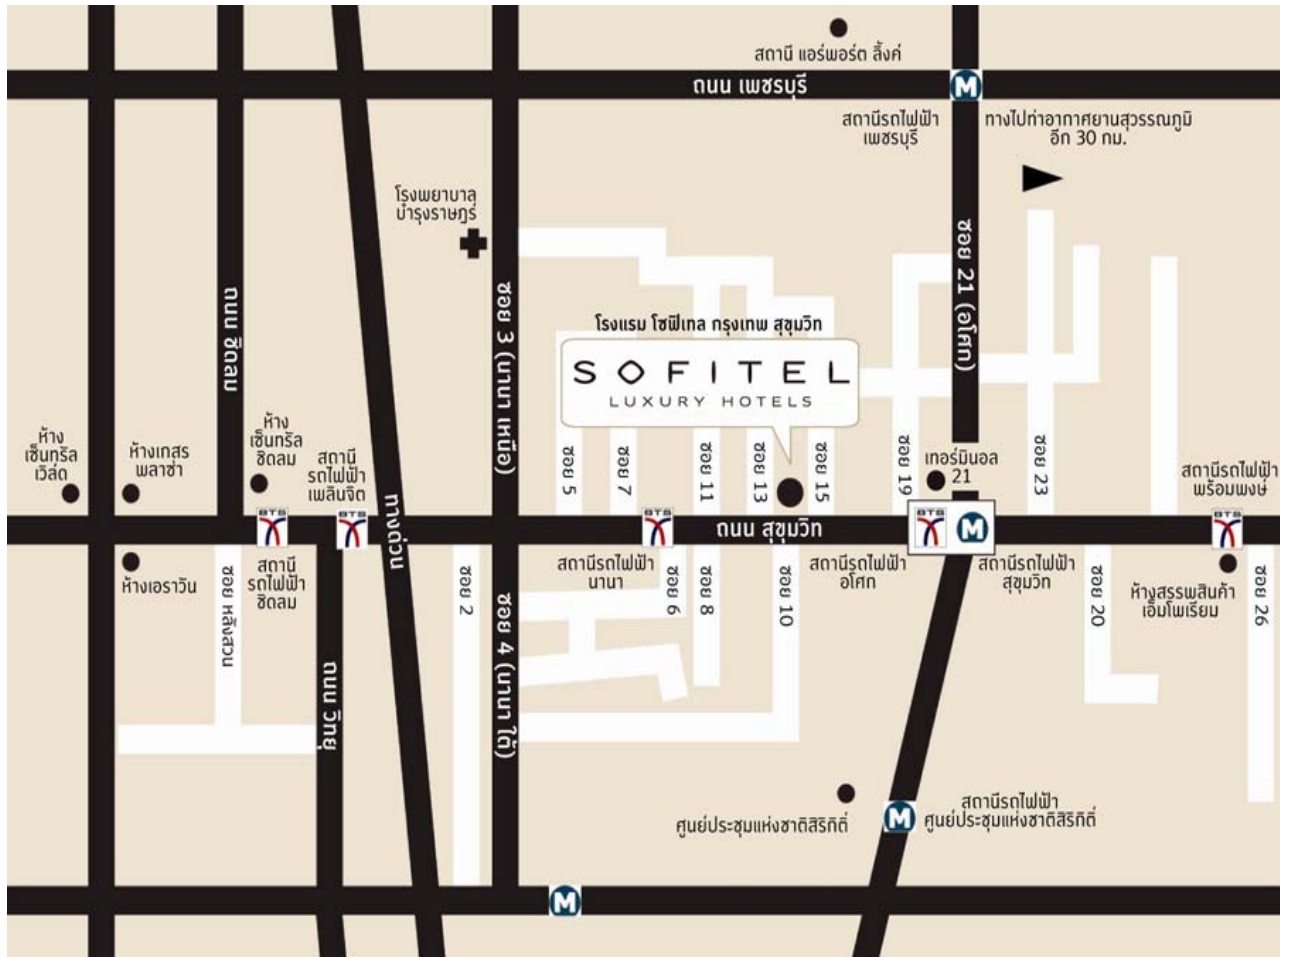 สถานี แอร์พอร์ต ลิ้งค์
ถนน เพชรบุรี
M
สถานีรถไฟฟ้า
เพชรบุรี
ทางไปท่าอากาศยานสุวรรณภูมิ
อีก 30 กม.
โรงพยาบาล
บำรุงราษฎร์
ซอย 21 (อโศก)
ถนน ชิดลม
ซอย 3 (นานา เหนือ)
โรงแรม โซฟิเทล กรุงเทพ สุขุมวิท
SOFITEL
LUXURY HOTELS
ห้าง
เซ็นทรัล
เวิล์ด
ห้างเกสร
พลาซ่า
ห้าง
เซ็นทรัล
ชิดลม
สถานี
รถไฟฟ้า
เพลินจิต
ซอย 5
ซอย 7
ซอย 11
ซอย 13
ซอย 15
ซอย 19
เทอร์มินอล
21
ซอย 23
สถานีรถไฟฟ้า
พร้อมพงษ์
BTS
BTS
ทางด่วน
BTS
ถนน สุขุมวิท
BTS
M
BTS
ห้างเอราวัน
ซอย หลังสวน
สถานี
รถไฟฟ้า
ชิดลม
ซอย 2
ซอย 4 (นานา ใต้)
สถานีรถไฟฟ้า
นานา
ซอย 6
ซอย 8
ซอย 10
สถานีรถไฟฟ้า
อโศก
สถานีรถไฟฟ้า
สุขุมวิท
ซอย 20
ห้างสรรพสินค้า
เอ็มโพเรียม
ซอย 26
ถนน วิทยุ
ศูนย์ประชุมแห่งชาติสิริกิติ์
M
สถานีรถไฟฟ้า
ศูนย์ประชุมแห่งชาติสิริกิติ์
M